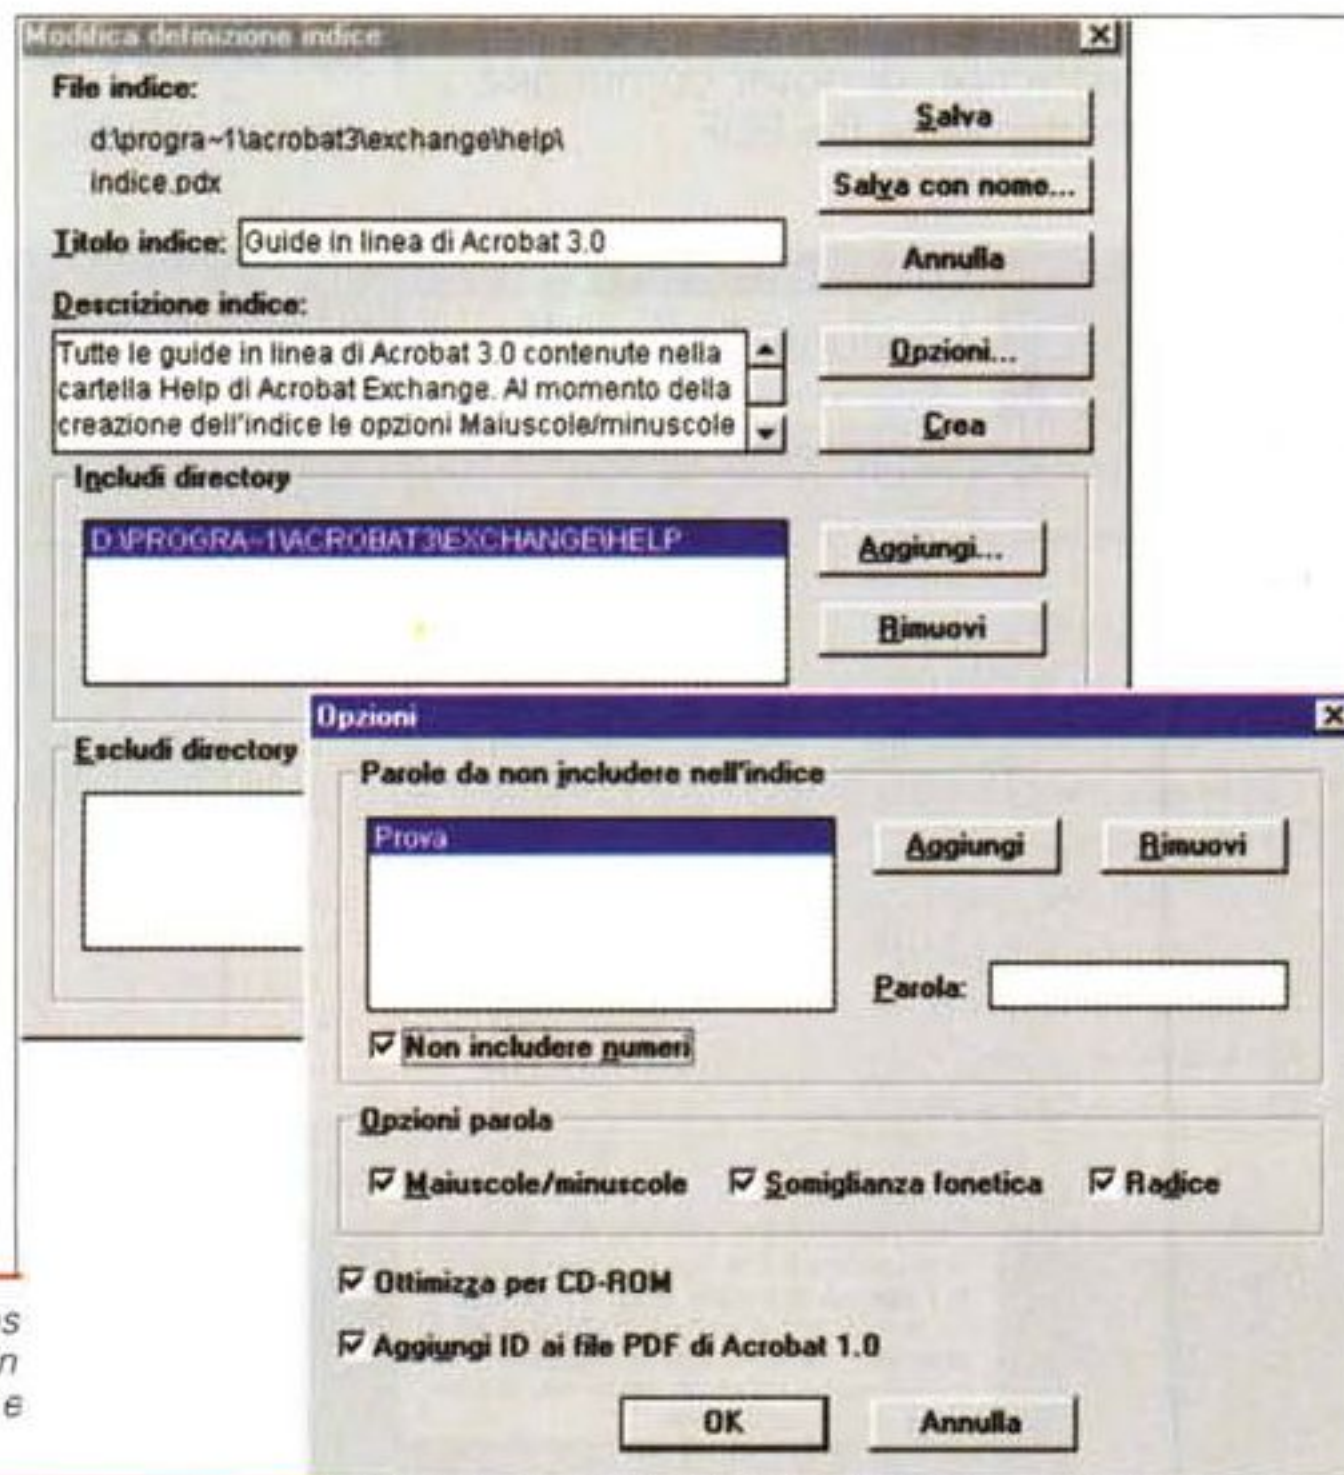 Modifica definizione indice
File indice:
d:\progra~1\acrobat3\exchange\help\
indice.pdx
Titolo indice: Guide in linea di Acrobat 3.0
Descrizione indice:
Tutte le guide in linea di Acrobat 3.0 contenute nella
cartella Help di Acrobat Exchange. Al momento della
creazione dell'indice le opzioni Maiuscole/minuscole
Salva
Salva con nome...
Annulla
Opzioni...
Crea
Includi directory
D:\PROGRA~1\ACROBAT3\EXCHANGE\HELP
Aggiungi...
Rimuovi
Escludi directory
Opzioni
Parole da non includere nell'indice
Prova
Aggiungi
Rimuovi
Parola:
Non includere numeri
Opzioni parola
Maiuscole/minuscole
Somiglianza fonetica
Radice
Ottimizza per CD-ROM
Aggiungi ID ai file PDF di Acrobat 1.0
OK
Annulla